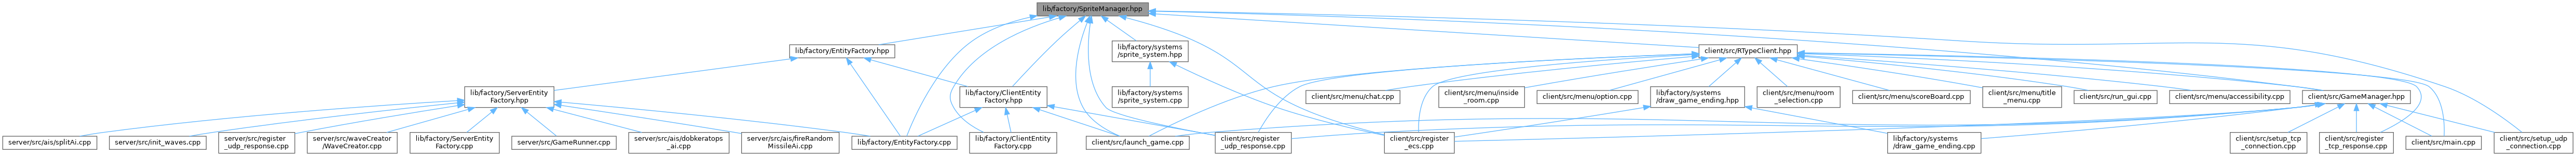 lib/factory/SpriteManager.hpp
lib/factory/EntityFactory.hpp
lib/factory/systems
/sprite_system.hpp
client/src/RTypeClient.hpp
lib/factory/ServerEntity
Factory.hpp
lib/factory/ClientEntity
Factory.hpp
lib/factory/systems
/sprite_system.cpp
client/src/menu/chat.cpp
client/src/menu/inside
_room.cpp
client/src/menu/option.cpp
lib/factory/systems
/draw_game_ending.hpp
client/src/menu/room
_selection.cpp
client/src/menu/scoreBoard.cpp
client/src/menu/title
_menu.cpp
client/src/run_gui.cpp
client/src/menu/accessibility.cpp
client/src/GameManager.hpp
server/src/ais/splitAi.cpp
server/src/init_waves.cpp
server/src/register
_udp_response.cpp
server/src/waveCreator
/WaveCreator.cpp
lib/factory/ServerEntity
Factory.cpp
server/src/GameRunner.cpp
server/src/ais/dobkeratops
_ai.cpp
server/src/ais/fireRandom
MissileAi.cpp
lib/factory/EntityFactory.cpp
lib/factory/ClientEntity
Factory.cpp
client/src/launch_game.cpp
client/src/register
_udp_response.cpp
client/src/register
_ecs.cpp
lib/factory/systems
/draw_game_ending.cpp
client/src/setup_tcp
_connection.cpp
client/src/register
_tcp_response.cpp
client/src/main.cpp
client/src/setup_udp
_connection.cpp